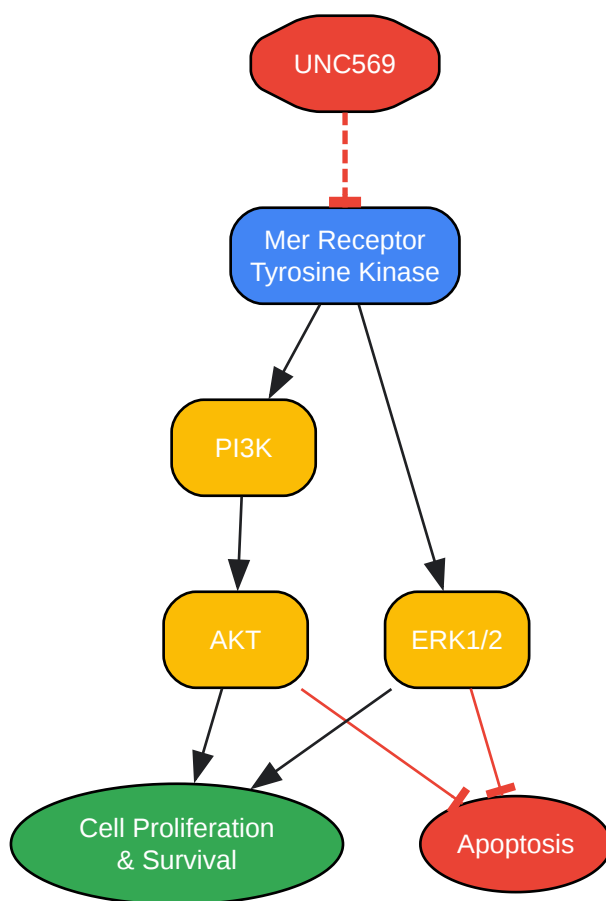 UNC569
Mer Receptor
Tyrosine Kinase
PI3K
AKT
ERK1/2
Cell Proliferation
& Survival
Apoptosis